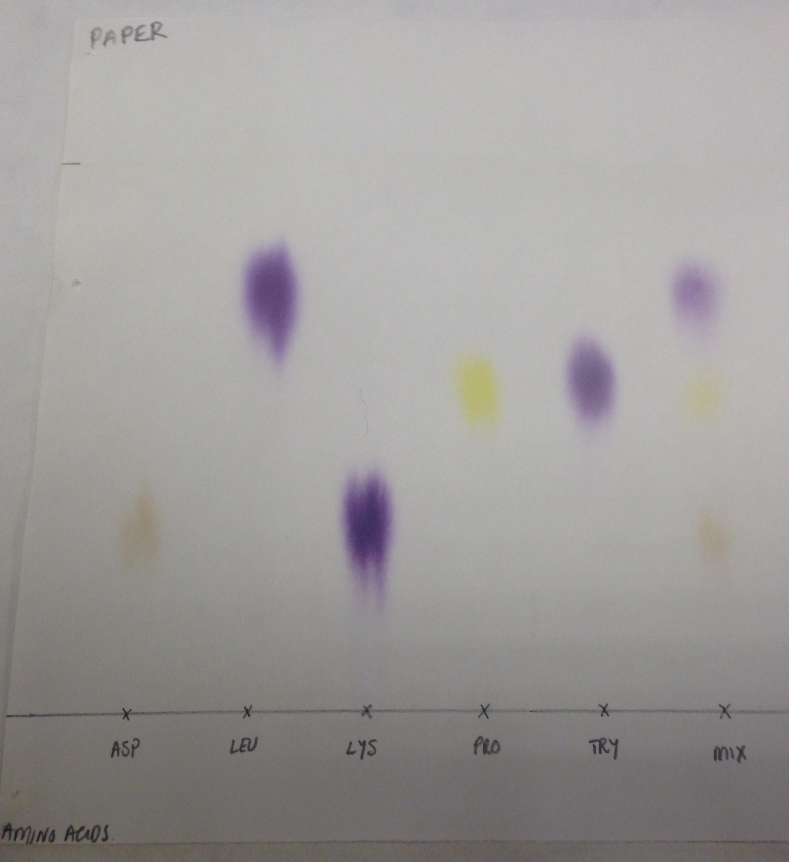 PAPER
x x x x x x
ASP LEU LYS PRO TRY MIX
AMINO ACIDS.